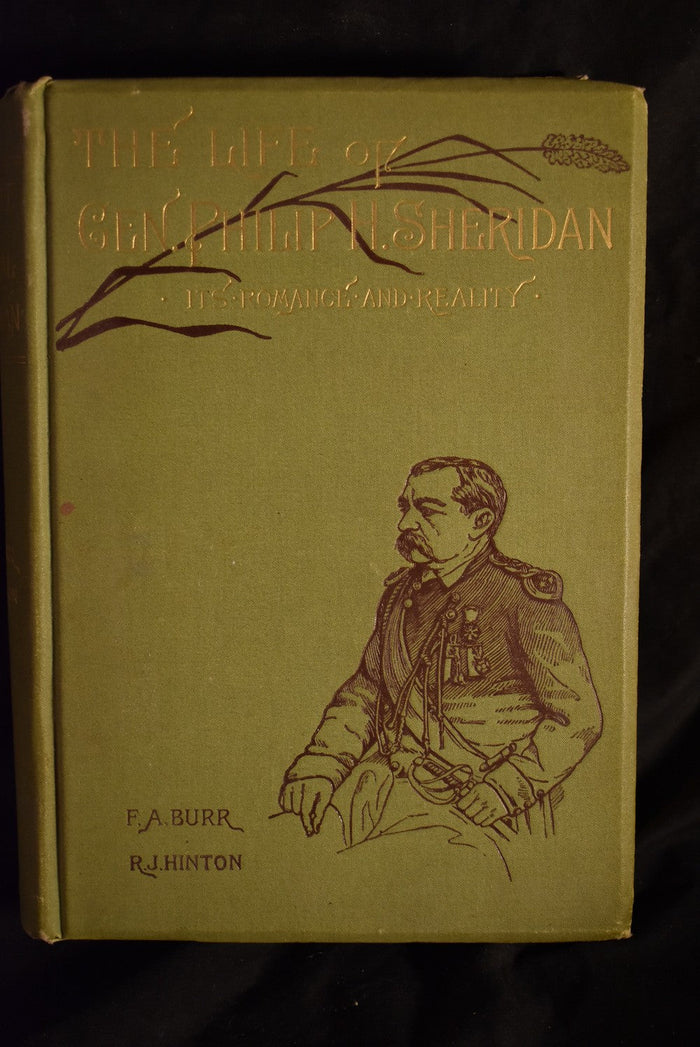 THE LIFE of
GEN. PHILIP H. SHERIDAN
· ITS · ROMANCE · AND · REALITY ·
F. A. BURR
R. J. HINTON